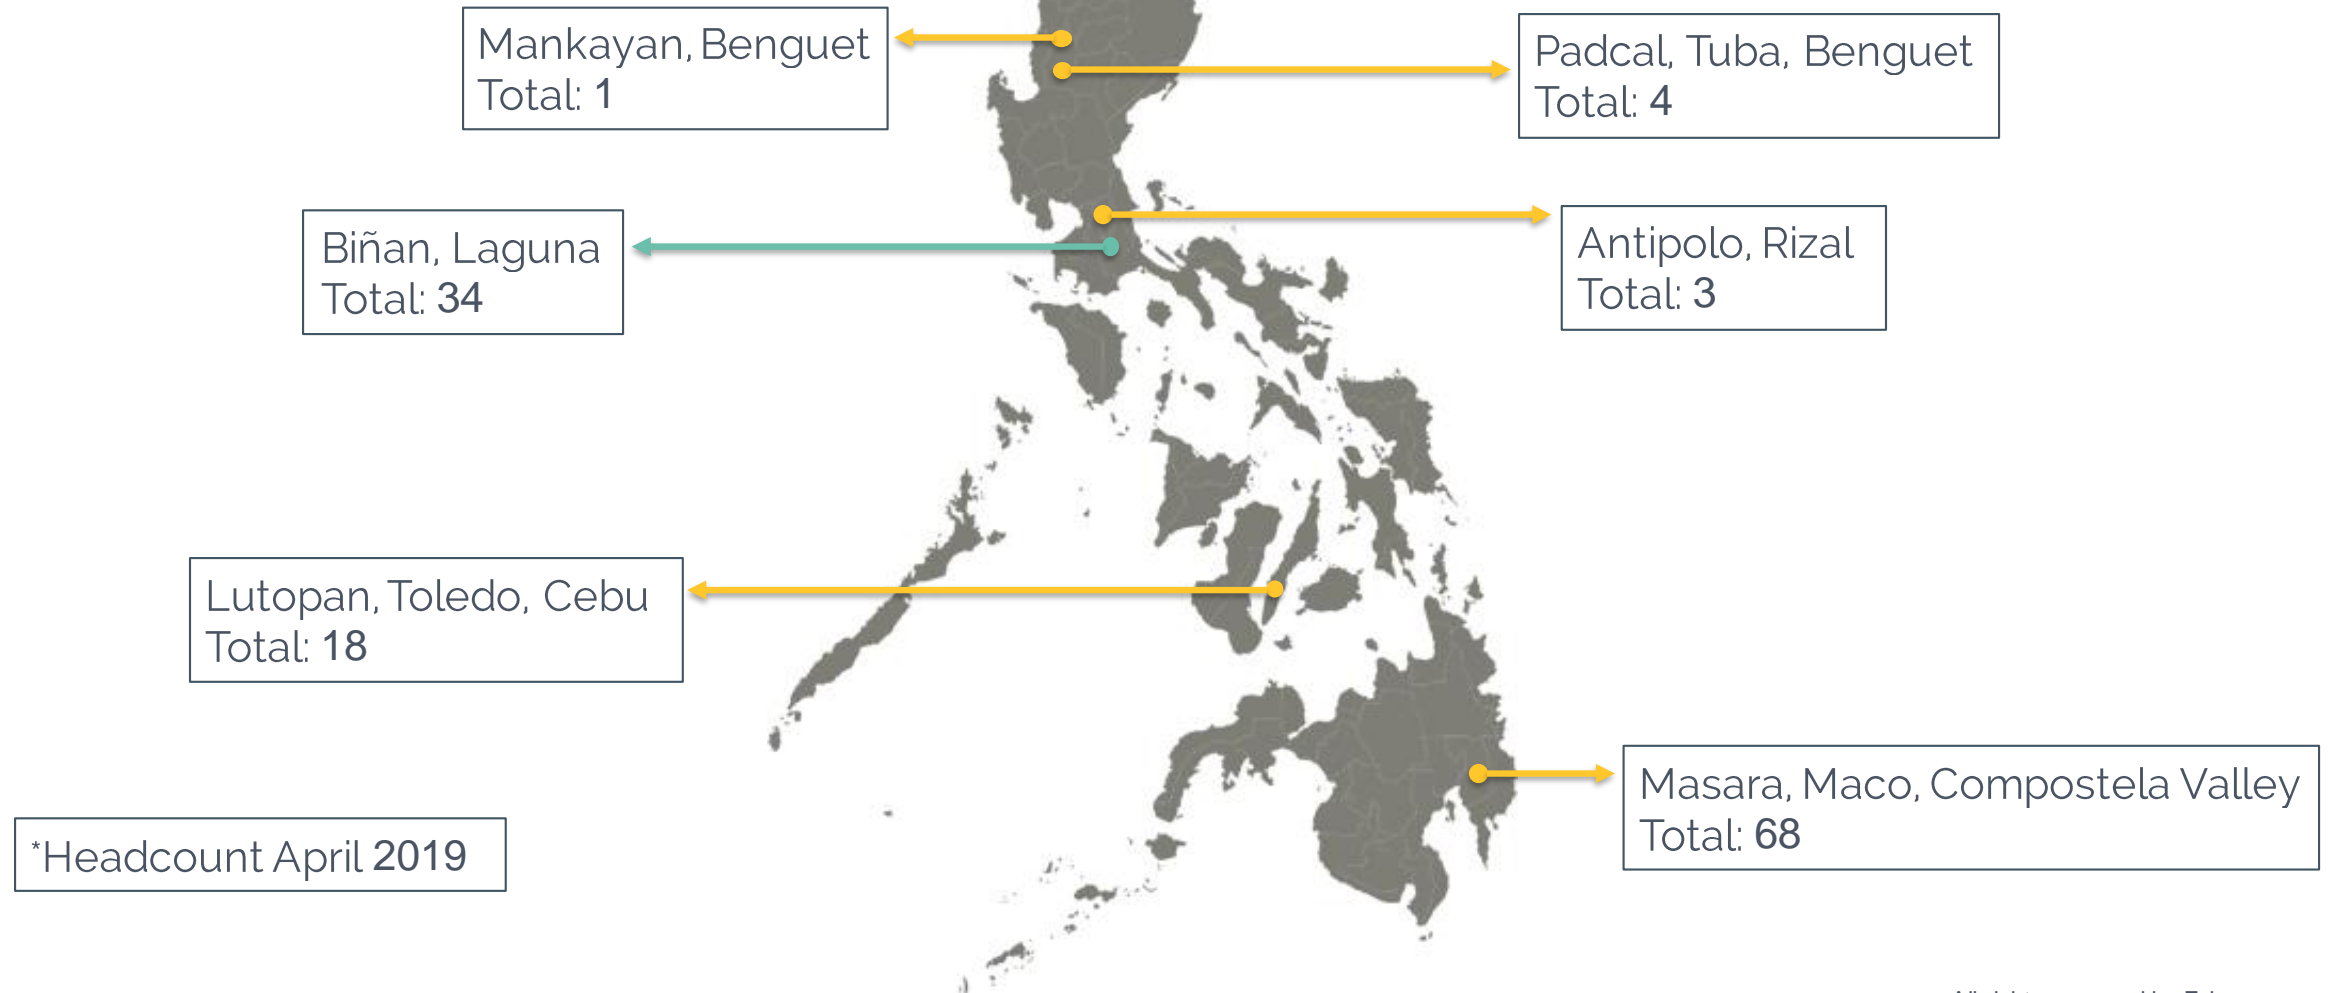 Mankayan, Benguet
Total: 1
Padcal, Tuba, Benguet
Total: 4
Biñan, Laguna
Total: 34
Antipolo, Rizal
Total: 3
Lutopan, Toledo, Cebu
Total: 18
Masara, Maco, Compostela Valley
Total: 68
*Headcount April 2019